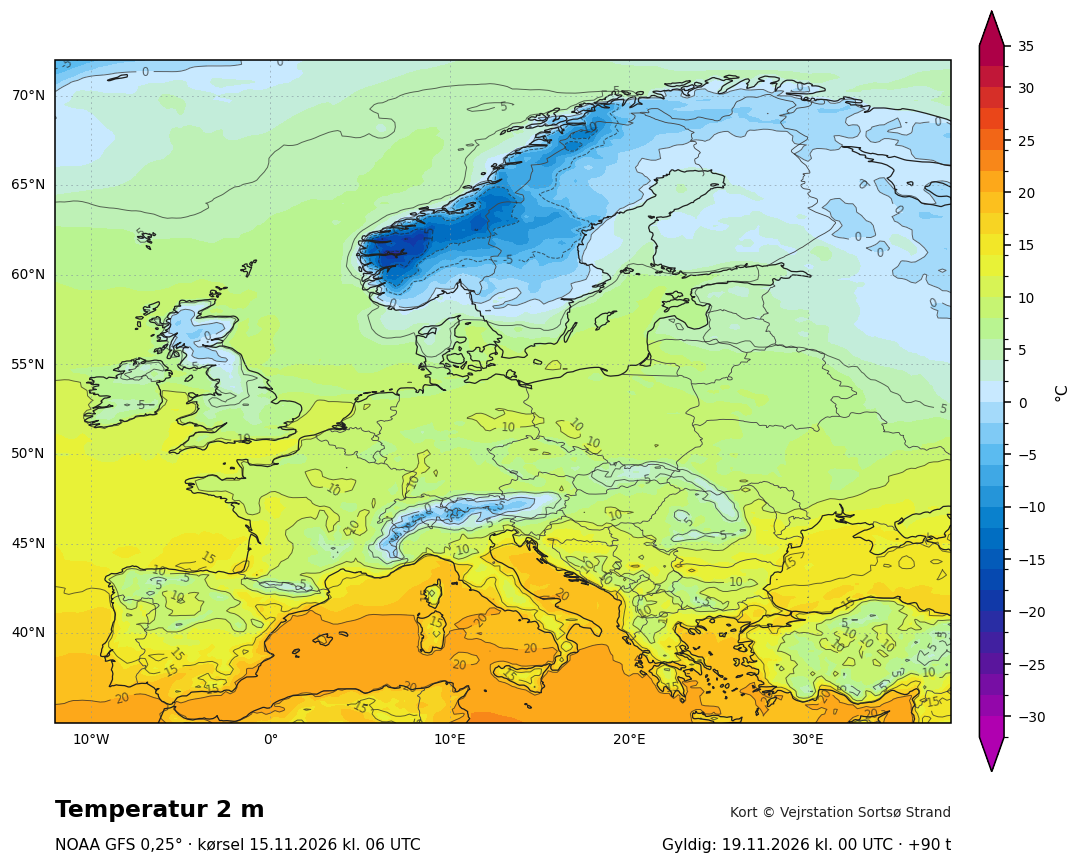 35
30
25
20
15
10
5
0
−5
−10
−15
−20
−25
−30
°C
70°N
65°N
60°N
55°N
50°N
45°N
40°N
10°W 0° 10°E 20°E 30°E
Temperatur 2 m
Kort © Vejrstation Sortsø Strand
NOAA GFS 0,25° · kørsel 15.11.2026 kl. 06 UTC
Gyldig: 19.11.2026 kl. 00 UTC · +90 t